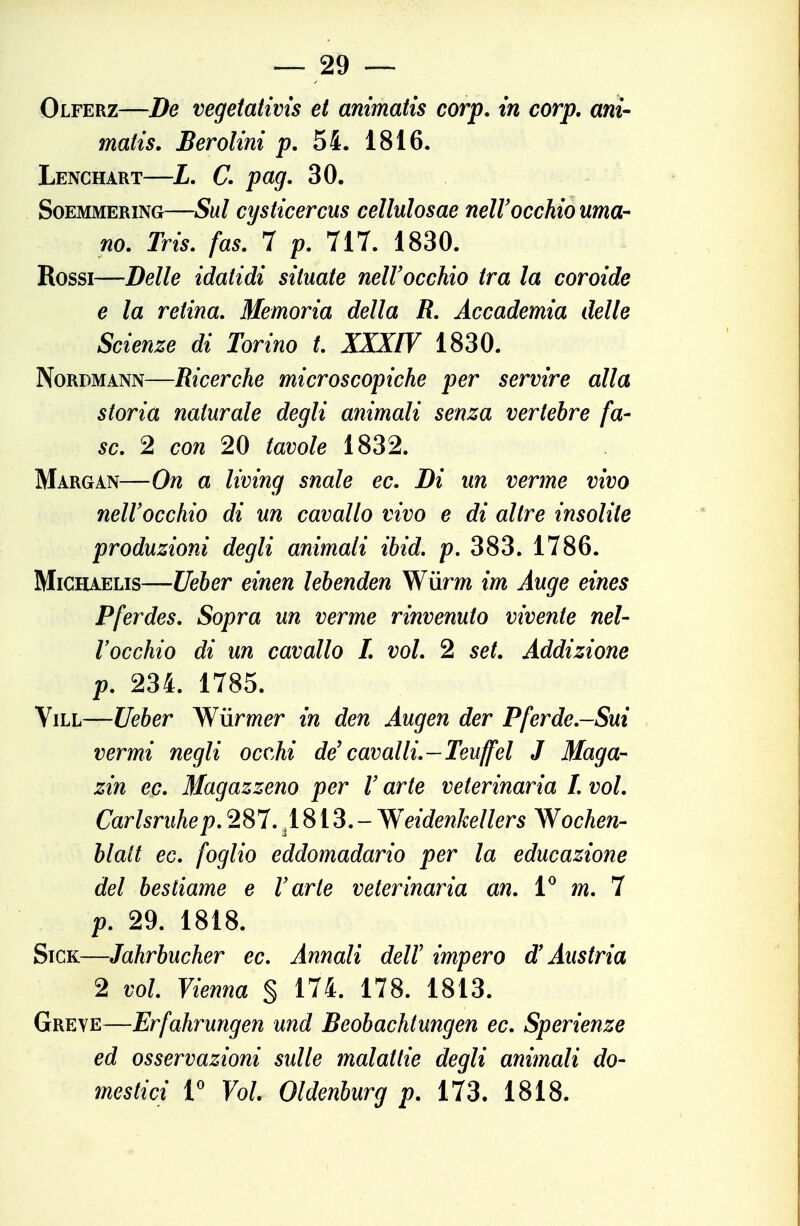 — 29 —
Olferz—De vegetativis et animatis corp. in corp. ani-
matis. Berolini p. 54. 1816.
Lenchart—L. C. pag. 30.
Soemmering—Sul cysticercus cellulosae nell'occhio uma-
no. Tris. fas. 7 p. 717. 1830.
Rossi—Delle idatidi situate nell'occhio tra la coroide
e la retina. Memoria della R. Accademia delle
Scienze di Torino t. XXXIV 1830.
Nordmann—Ricerche microscopiche per servire alla
storia naturale degli animali senza vertebre fa-
sc. 2 con 20 tavole 1832.
Margan—On a living snale ec. Di un verme vivo
nell'occhio di un cavallo vivo e di altre insolite
produzioni degli animali ibid. p. 383. 1786.
Michaelis—Ueber einen lebenden Würm im Auge eines
Pferdes. Sopra un verme rinvenuto vivente nel-
l'occhio di un cavallo I. vol. 2 set. Addizione
p. 234. 1785.
Vill—Ueber Würmer in den Augen der Pferde.-Sui
vermi negli occhi de' cavalli.-Teuffel J Maga-
zin ec. Magazzeno per l' arte veterinaria I. vol.
Carlsruhe p. 287. 1813.-Weidenkellers Wochen-
blatt ec. foglio eddomadario per la educazione
del bestiame e l'arte veterinaria an. 1° m. 7
p. 29. 1818.
Sick—Jahrbucher ec. Annali dell' impero d'Austria
2 vol. Vienna § 174. 178. 1813.
Greve—Erfahrungen und Beobachtungen ec. Sperienze
ed osservazioni sulle malattie degli animali do-
mestici 1° Vol. Oldenburg p. 173. 1818.